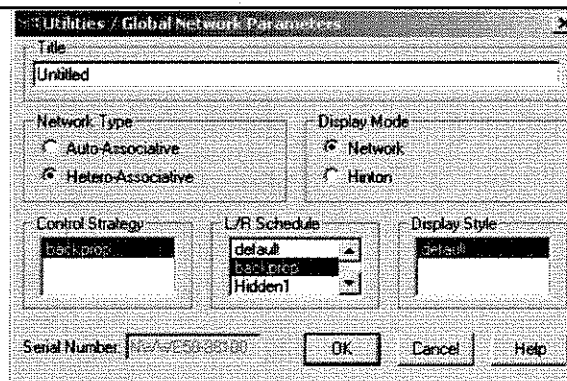 Utilities / Global Network Parameters
Title
Untitled
Network Type
Auto-Associative
Hetero-Associative
Display Mode
Network
Hinton
Control Strategy
backprop
L/R Schedule
default
backprop
Hidden1
Display Style
default
Serial Number
OK
Cancel
Help